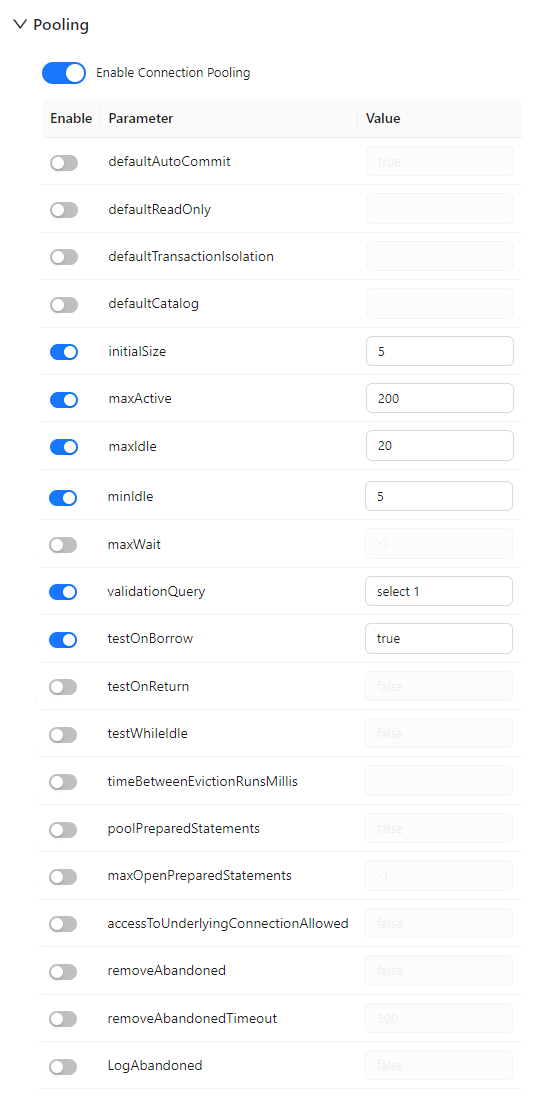 Pooling
Enable Connection Pooling
Enable Parameter Value
defaultAutoCommit true
defaultReadOnly
defaultTransactionIsolation
defaultCatalog
initialSize 5
maxActive 200
maxIdle 20
minIdle 5
maxWait -1
validationQuery select 1
testOnBorrow true
testOnReturn false
testWhileIdle false
timeBetweenEvictionRunsMillis
poolPreparedStatements false
maxOpenPreparedStatements -1
accessToUnderlyingConnectionAllowed false
removeAbandoned false
removeAbandonedTimeout 300
LogAbandoned false